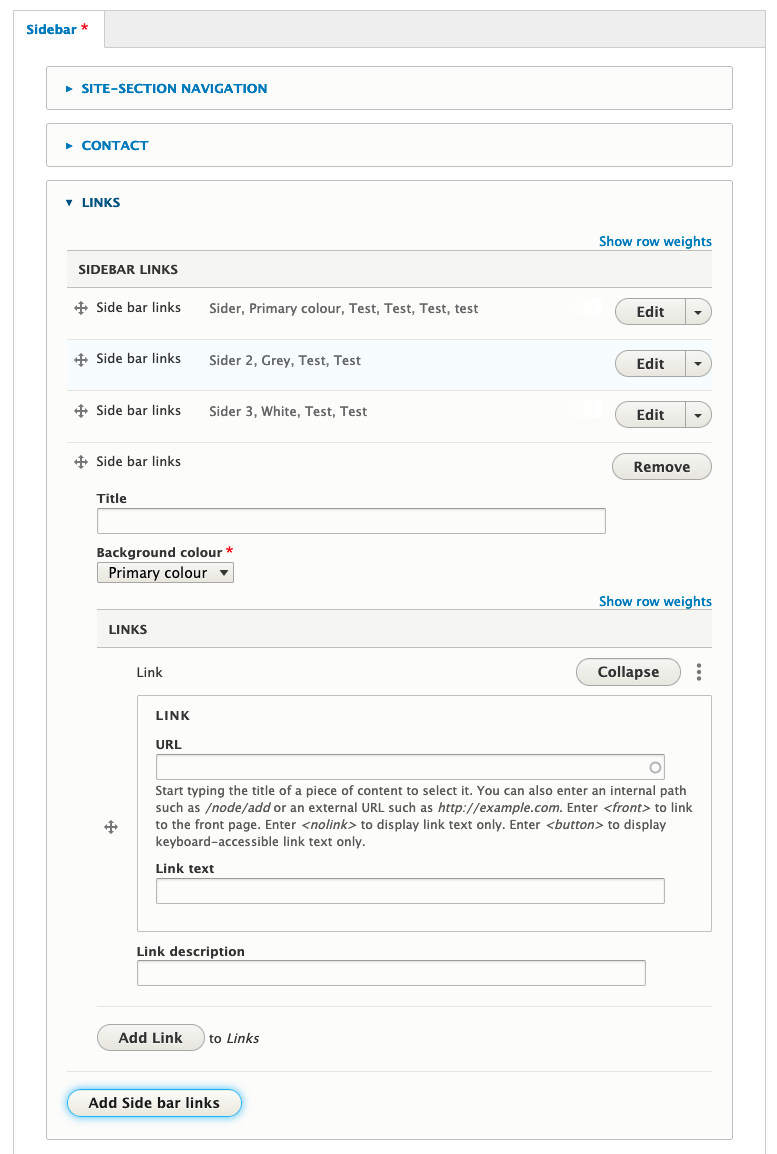 Sidebar *
SITE-SECTION NAVIGATION
CONTACT
LINKS
Show row weights
SIDEBAR LINKS
Side bar links Sider, Primary colour, Test, Test, Test, test Edit
Side bar links Sider 2, Grey, Test, Test Edit
Side bar links Sider 3, White, Test, Test Edit
Side bar links Remove
Title
Background colour *
Primary colour
Show row weights
LINKS
Link Collapse
LINK
URL
Start typing the title of a piece of content to select it. You can also enter an internal path
such as /node/add or an external URL such as http://example.com. Enter <front> to link
to the front page. Enter <nolink> to display link text only. Enter <button> to display
keyboard-accessible link text only.
Link text
Link description
Add Link to Links
Add Side bar links